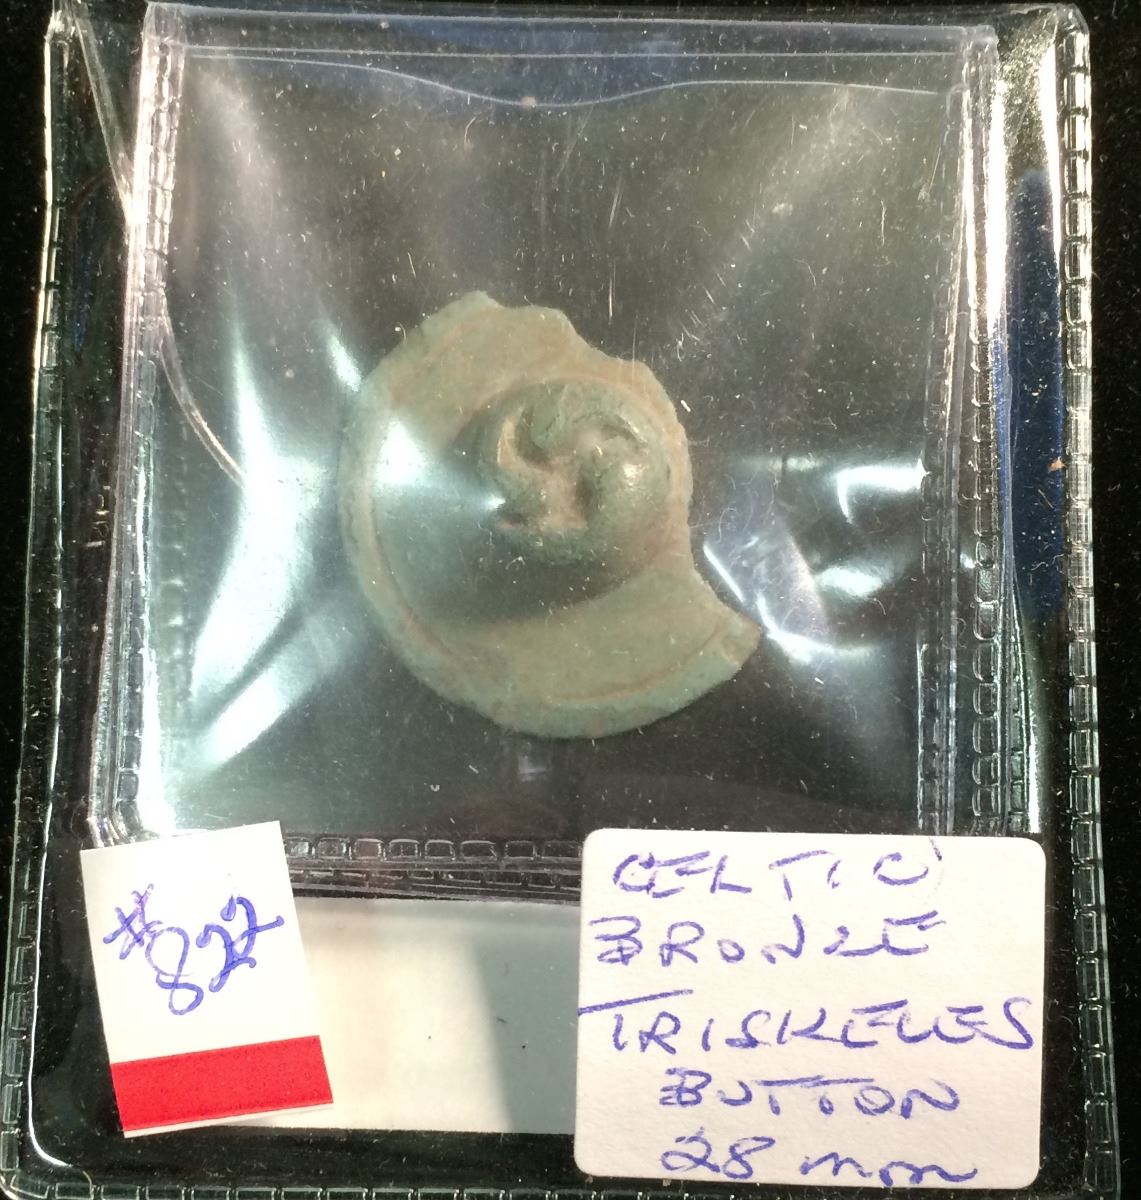 #822
CELTIC
BRONZE
TRISKELES
BUTTON
28 mm